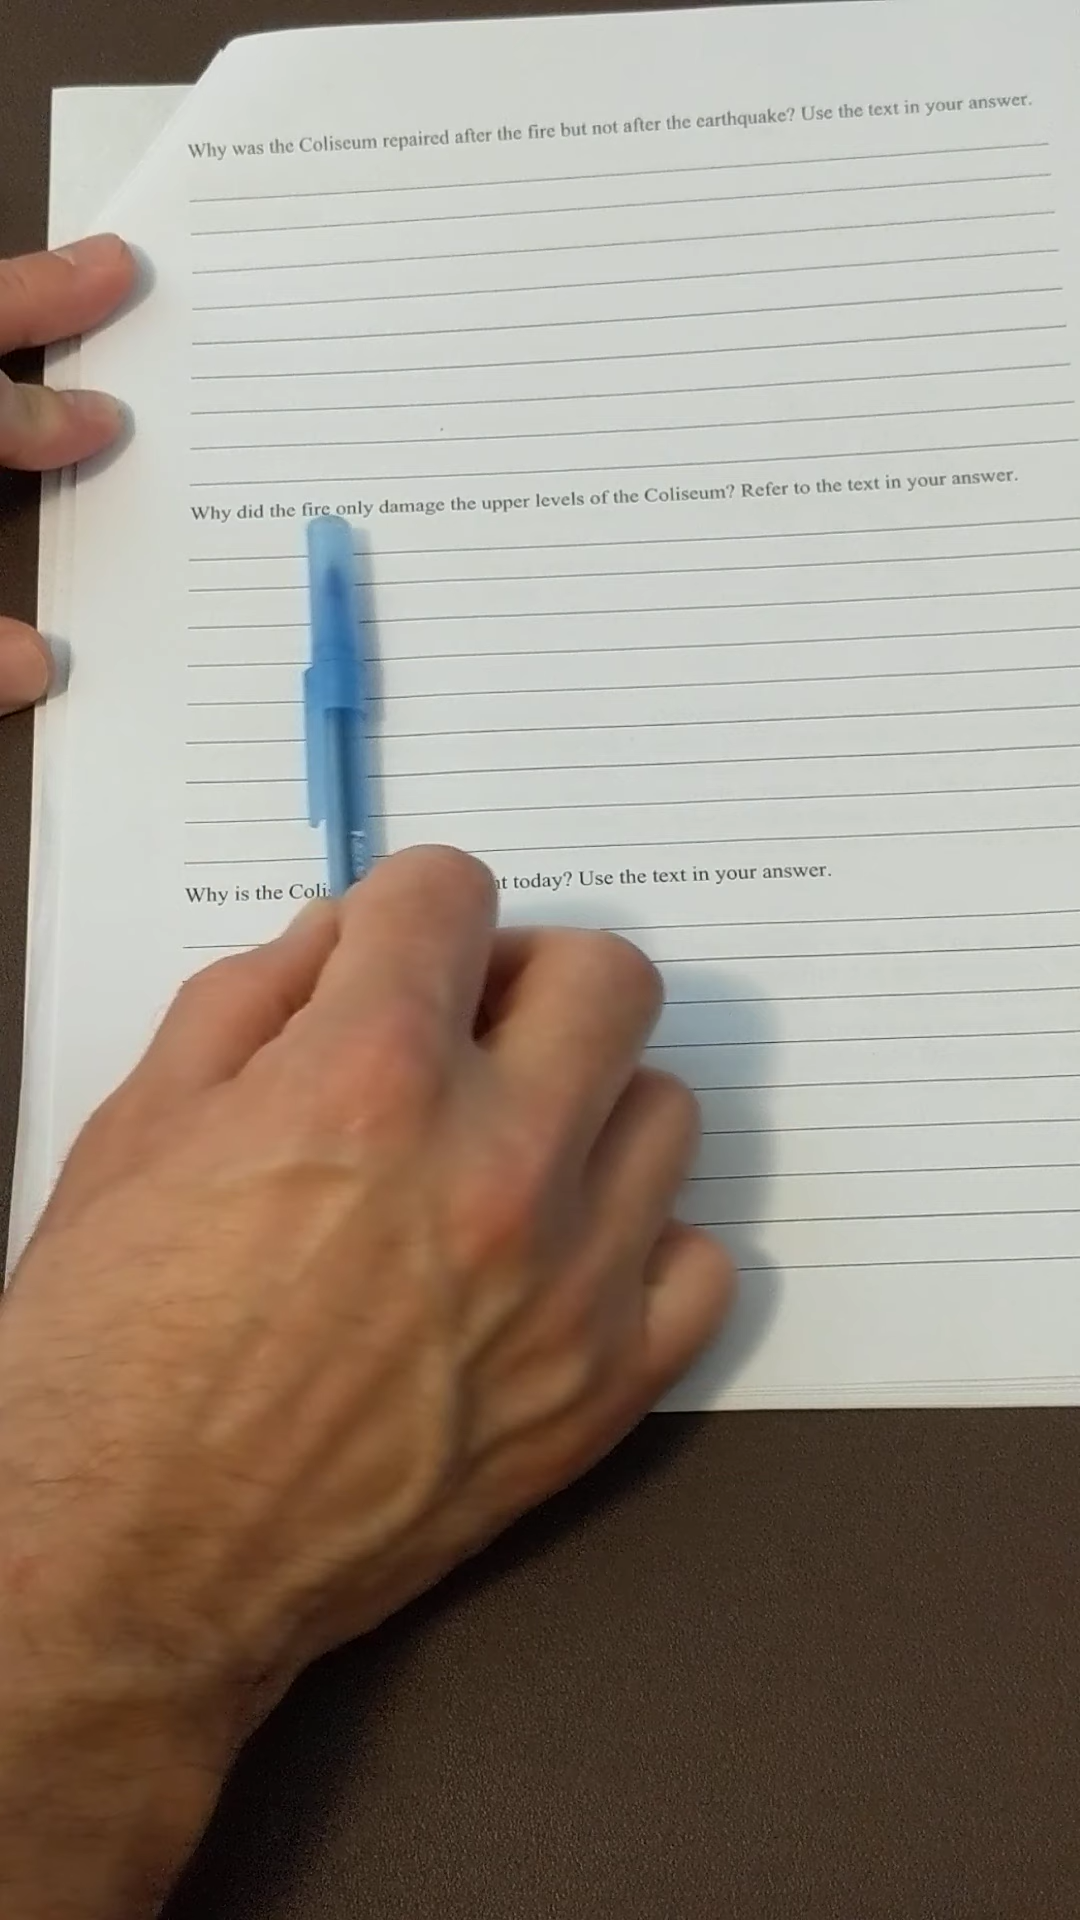 Why was the Coliseum repaired after the fire but not after the earthquake? Use the text in your answer.
Why did the fire only damage the upper levels of the Coliseum? Refer to the text in your answer.
Why is the today? Use the text in your answer.